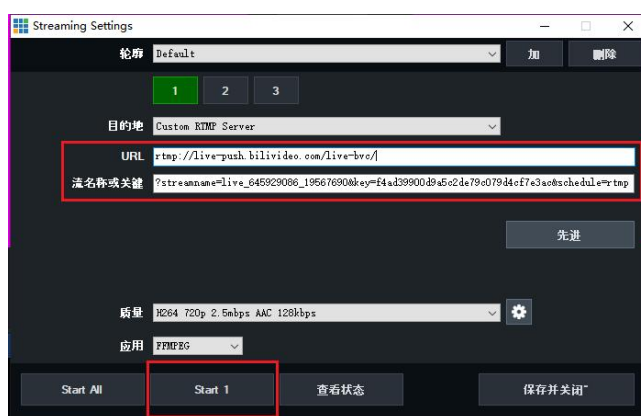 Streaming Settings
轮廓 Default 加 删除
1 2 3
目的地 Custom RTMP Server
URL rtmp://live-push.bilivideo.com/live-bvc/
流名称或关键 ?streamname=live_645929086_19567690&key=f4ad39900d9a5c2de79c079d4cf7e3ac&schedule=rtmp
先进
质量 H264 720p 2.5mbps AAC 128kbps
应用 FFMPEG
Start All Start 1 查看状态 保存并关闭"